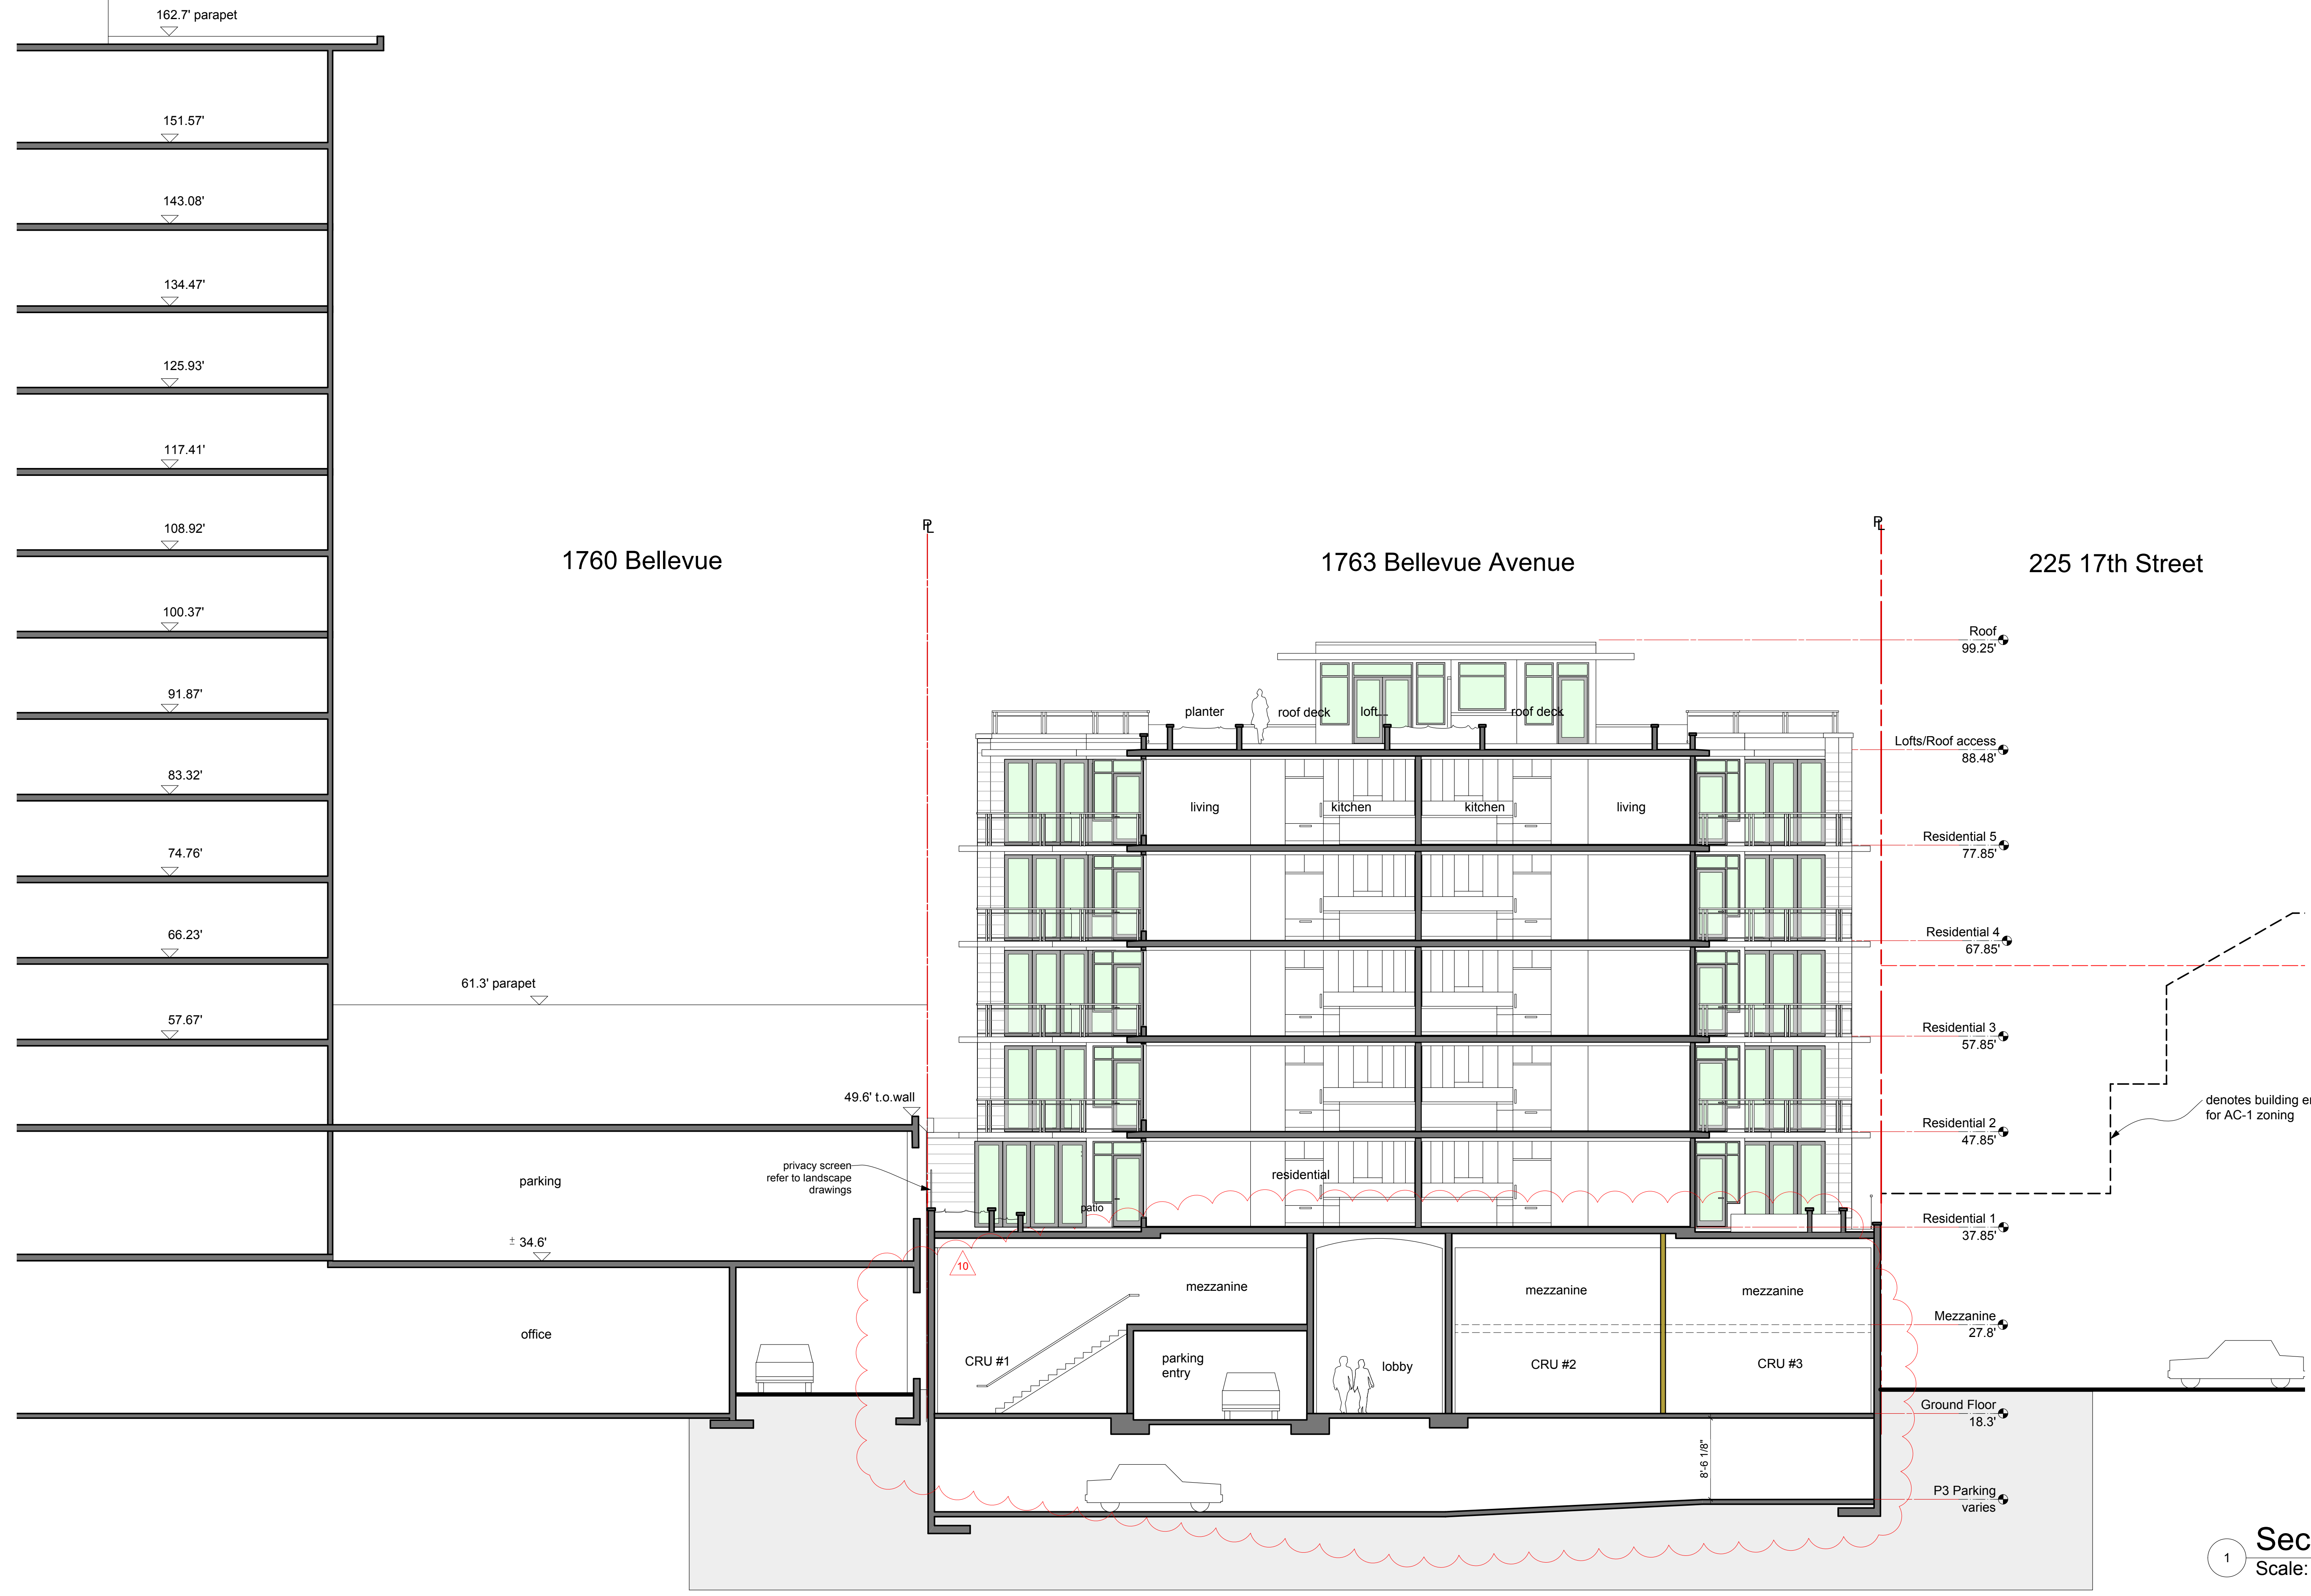 162.7' parapet
151.57'
143.08'
134.47'
125.93'
117.41'
108.92'
100.37'
91.87'
83.32'
74.76'
66.23'
57.67'
1760 Bellevue
PL
1763 Bellevue Avenue
PL
225 17th Street
61.3' parapet
49.6' t.o.wall
privacy screen
refer to landscape
drawings
parking
± 34.6'
office
planter
roof deck
loft
roof deck
living
kitchen
kitchen
living
residential
patio
10
mezzanine
mezzanine
mezzanine
CRU #1
parking
entry
lobby
CRU #2
CRU #3
8'-6 1/8"
Roof
99.25'
Lofts/Roof access
88.48'
Residential 5
77.85'
Residential 4
67.85'
Residential 3
57.85'
Residential 2
47.85'
Residential 1
37.85'
Mezzanine
27.8'
Ground Floor
18.3'
P3 Parking
varies
denotes building e
for AC-1 zoning
1
Sec
Scale: